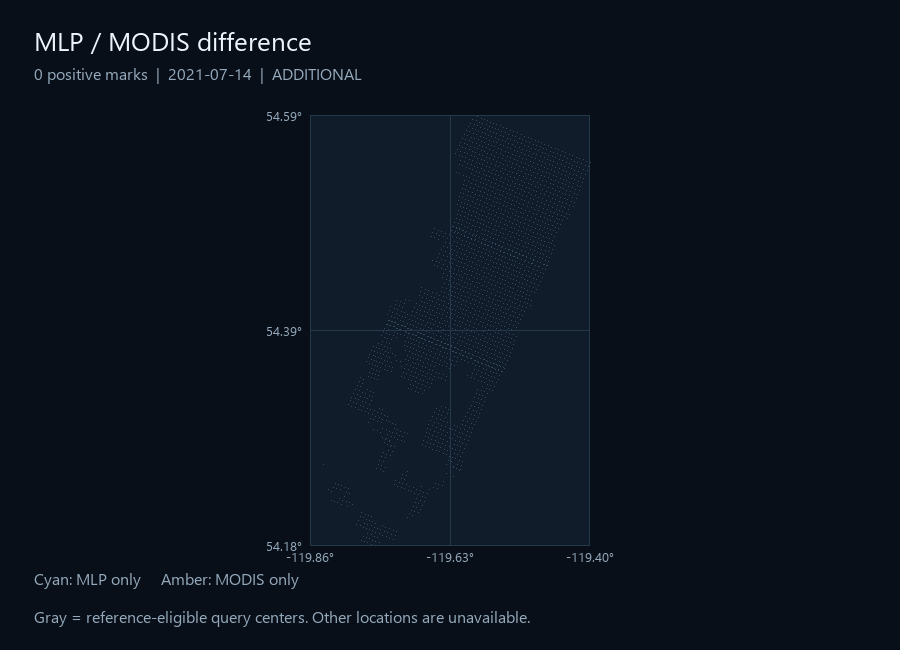 MLP / MODIS difference
0 positive marks | 2021-07-14 | ADDITIONAL
54.59°
54.39°
54.18°
-119.86° -119.63° -119.40°
Cyan: MLP only Amber: MODIS only
Gray = reference-eligible query centers. Other locations are unavailable.